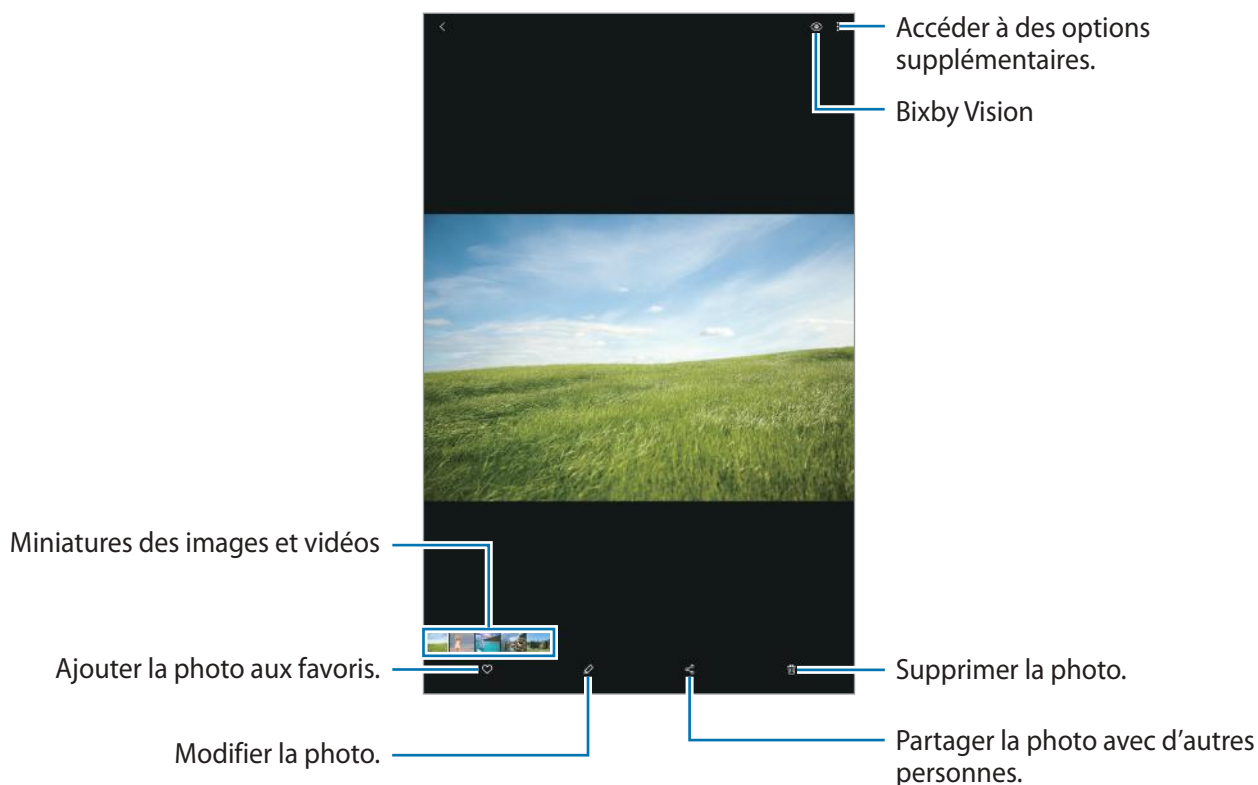 Accéder à des options
supplémentaires.
Bixby Vision
Miniatures des images et vidéos
Ajouter la photo aux favoris.
Supprimer la photo.
Modifier la photo.
Partager la photo avec d'autres
personnes.